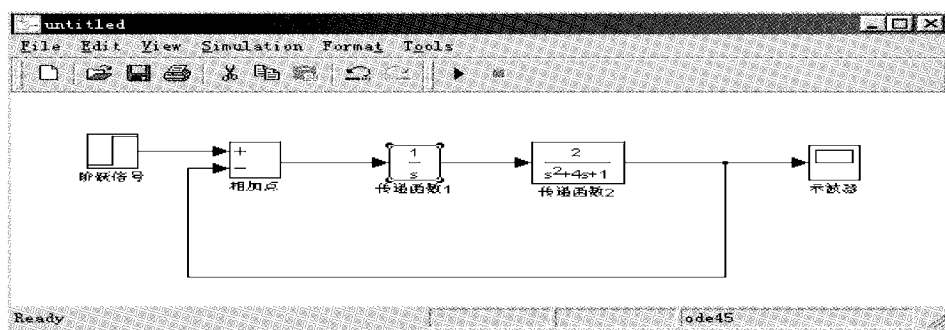 untitled
File Edit View Simulation Format Tools
阶跃信号
+
−
相加点
1
s
传递函数1
2
s²+4s+1
传递函数2
示波器
Ready
ode45